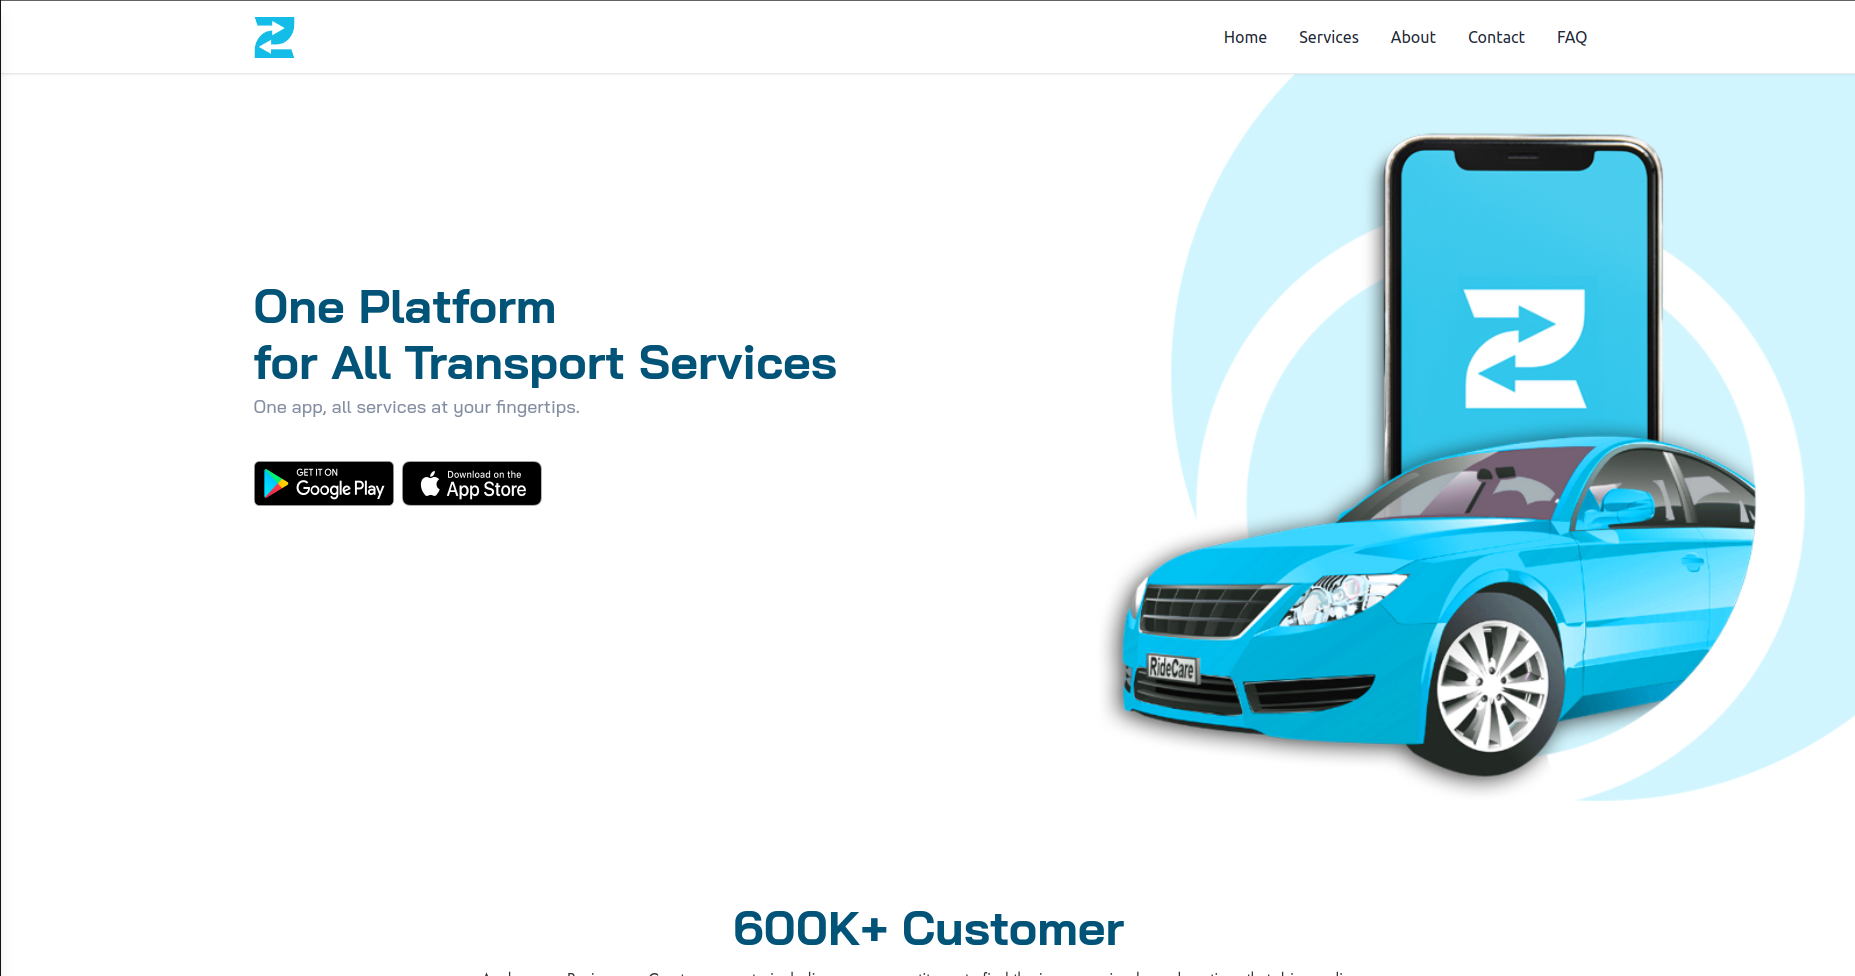 Home Services About Contact FAQ
One Platform
for All Transport Services
One app, all services at your fingertips.
GET IT ON
Google Play
Download on the
App Store
RideCare
600K+ Customer